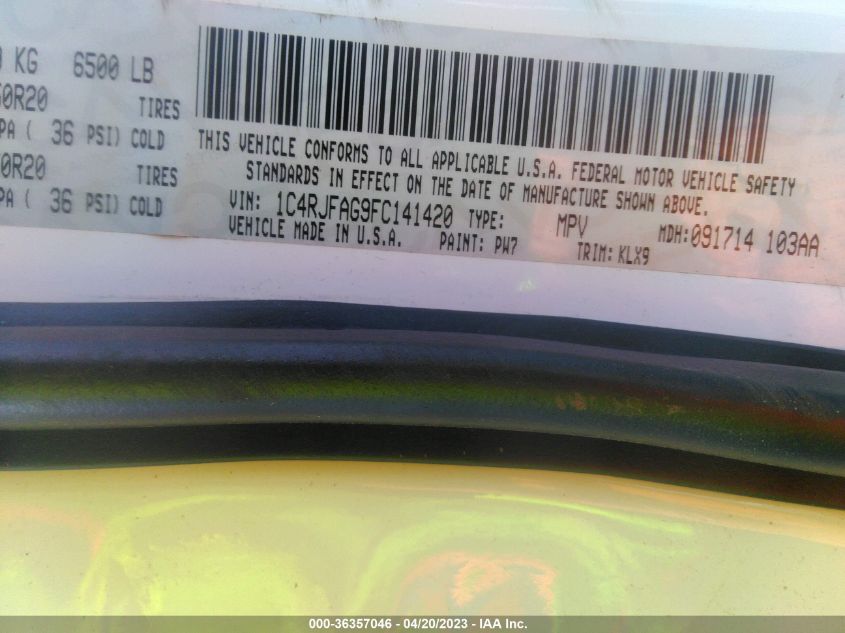 KG 6500 LB
0R20 TIRES
PA ( 36 PSI) COLD
0R20 TIRES
PA ( 36 PSI) COLD
THIS VEHICLE CONFORMS TO ALL APPLICABLE U.S.A. FEDERAL MOTOR VEHICLE SAFETY
STANDARDS IN EFFECT ON THE DATE OF MANUFACTURE SHOWN ABOVE.
VIN: 1C4RJFAG9FC141420 TYPE: MPV MDH:091714 103AA
VEHICLE MADE IN U.S.A. PAINT: PW7 TRIM: KLX9
000-36357046 - 04/20/2023 - IAA Inc.